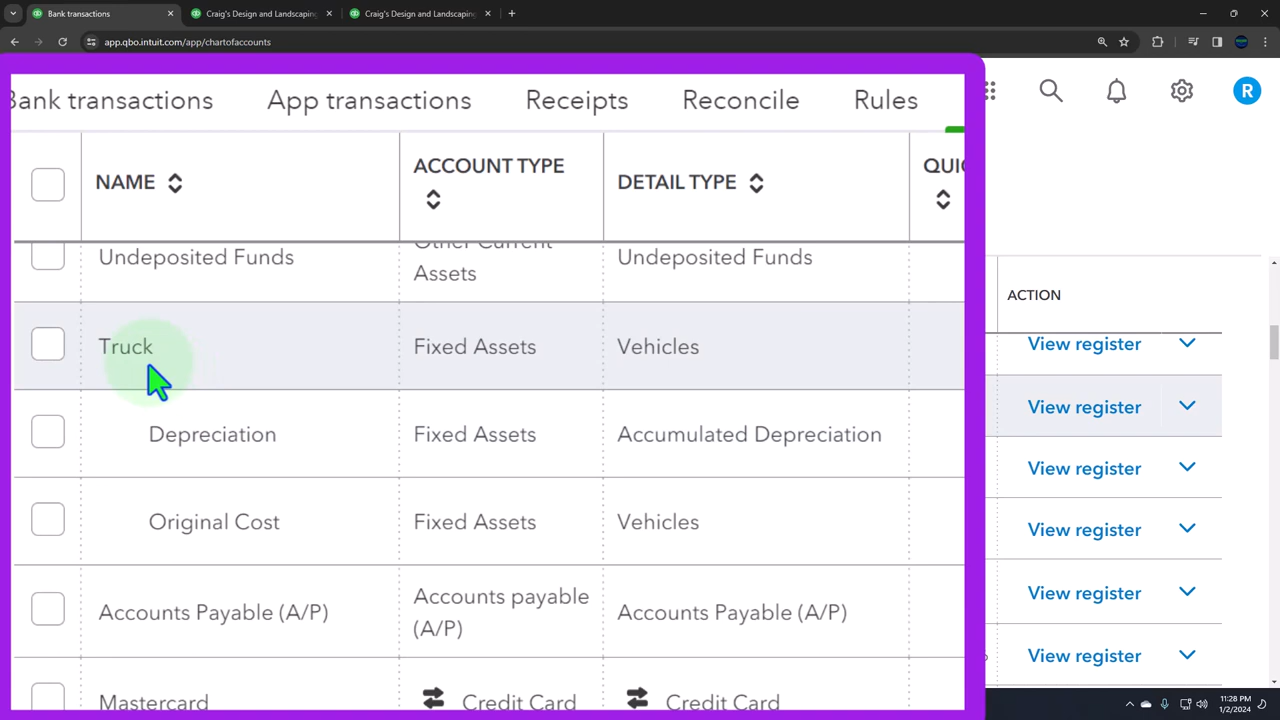 Bank transactions
Craig's Design and Landscaping
Craig's Design and Landscaping
app.qbo.intuit.com/app/chartofaccounts
Bank transactions App transactions Receipts Reconcile Rules
R
NAME ACCOUNT TYPE DETAIL TYPE QUIC
ACTION
Undeposited Funds Other Current Assets Undeposited Funds
View register
Truck Fixed Assets Vehicles
View register
Depreciation Fixed Assets Accumulated Depreciation
View register
Original Cost Fixed Assets Vehicles
View register
Accounts Payable (A/P) Accounts payable (A/P) Accounts Payable (A/P)
View register
Mastercard Credit Card Credit Card
View register
11:28 PM
1/2/2024